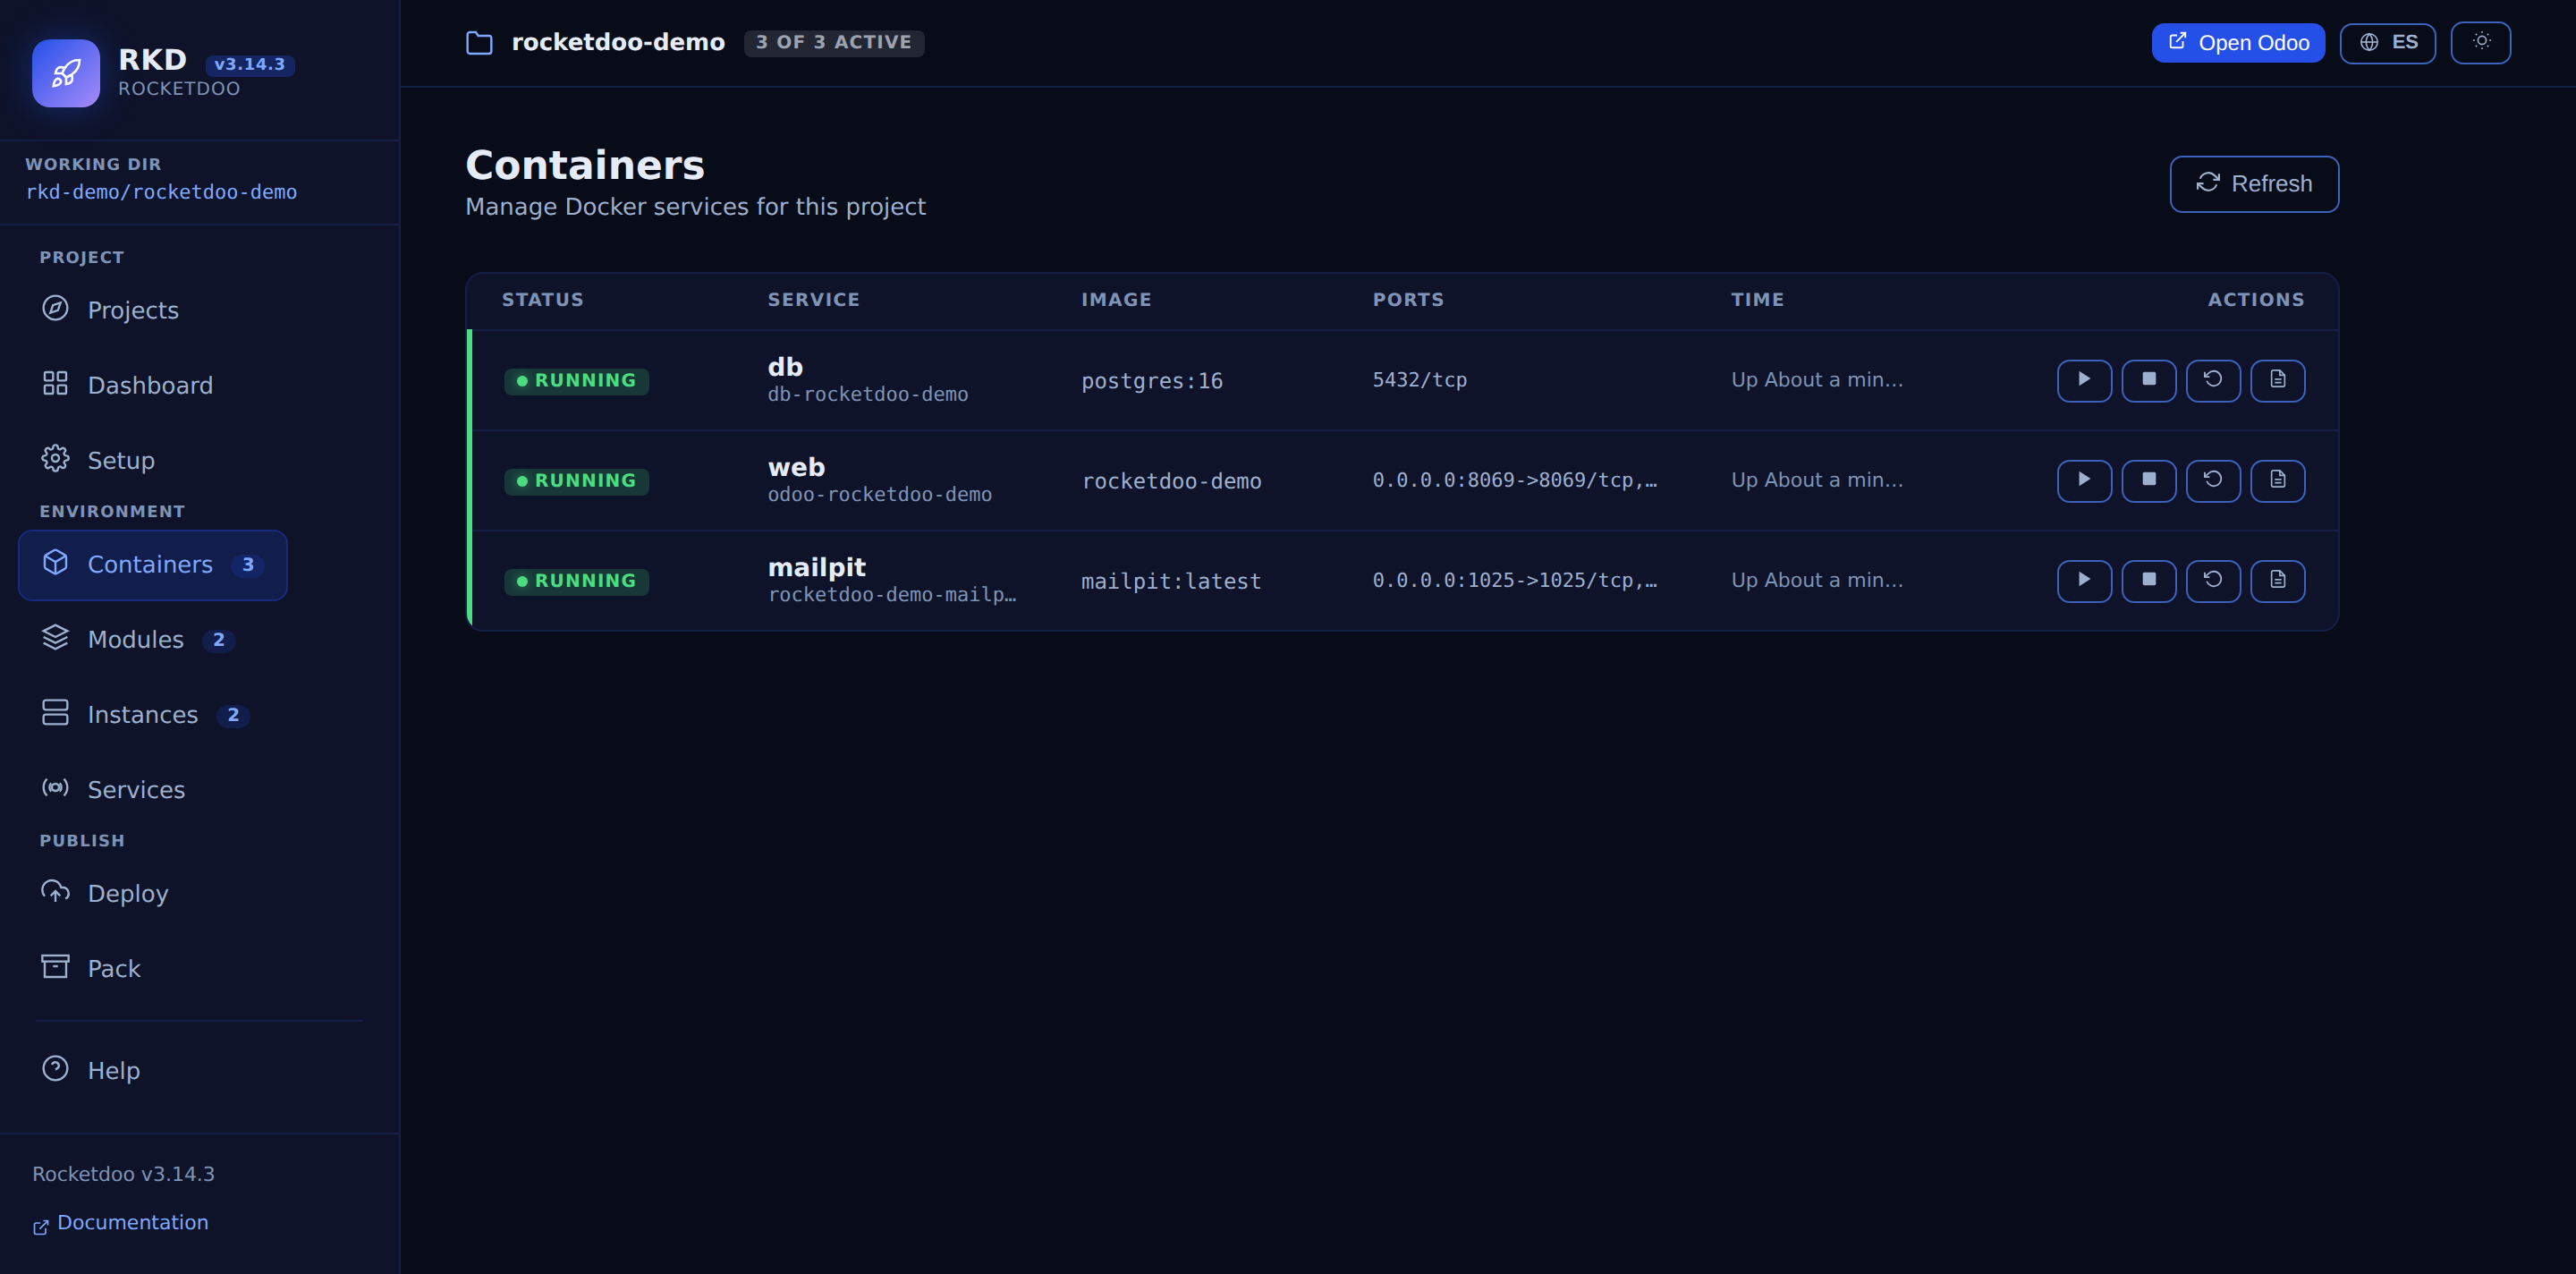 RKD v3.14.3
ROCKETDOO
WORKING DIR
rkd-demo/rocketdoo-demo
PROJECT
Projects
Dashboard
Setup
ENVIRONMENT
Containers 3
Modules 2
Instances 2
Services
PUBLISH
Deploy
Pack
Help
Rocketdoo v3.14.3
Documentation
rocketdoo-demo 3 OF 3 ACTIVE
Open Odoo
ES
Containers
Manage Docker services for this project
Refresh
STATUS SERVICE IMAGE PORTS TIME ACTIONS
RUNNING db postgres:16 5432/tcp Up About a min…
db-rocketdoo-demo
RUNNING web rocketdoo-demo 0.0.0.0:8069->8069/tcp,… Up About a min…
odoo-rocketdoo-demo
RUNNING mailpit mailpit:latest 0.0.0.0:1025->1025/tcp,… Up About a min…
rocketdoo-demo-mailp…